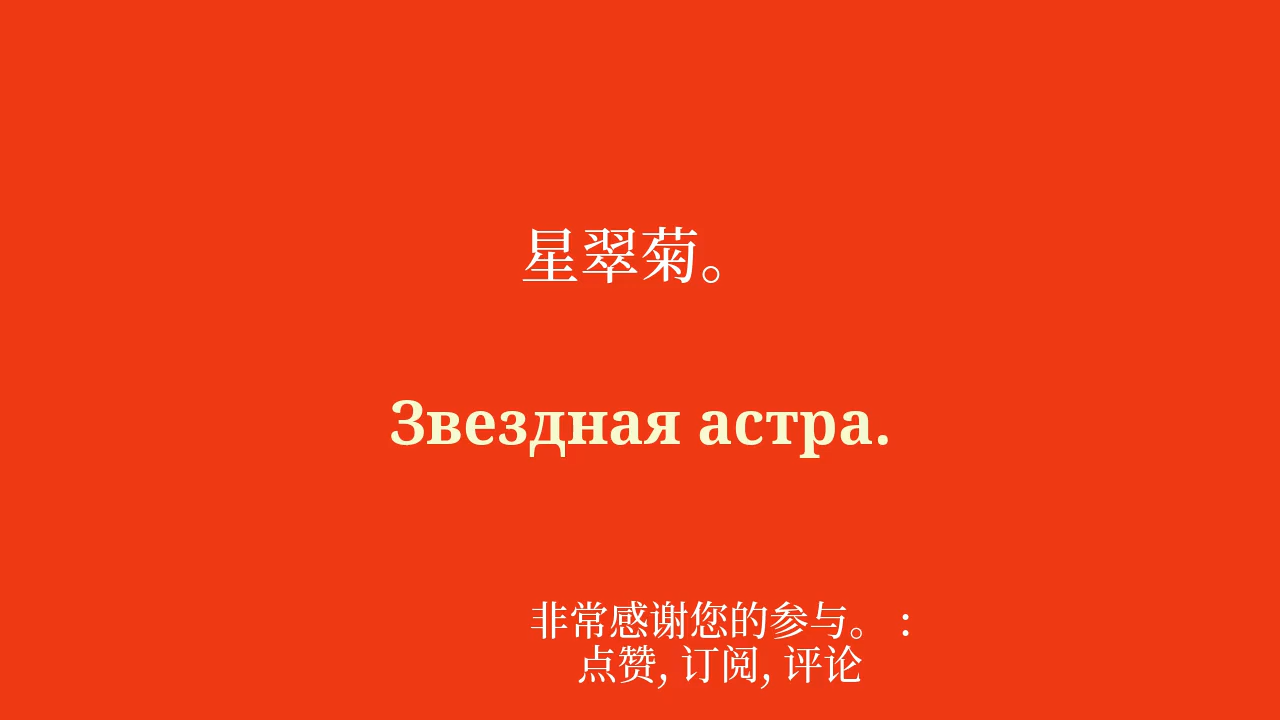 星翠菊。
Звездная астра.
非常感谢您的参与。 :
点赞, 订阅, 评论